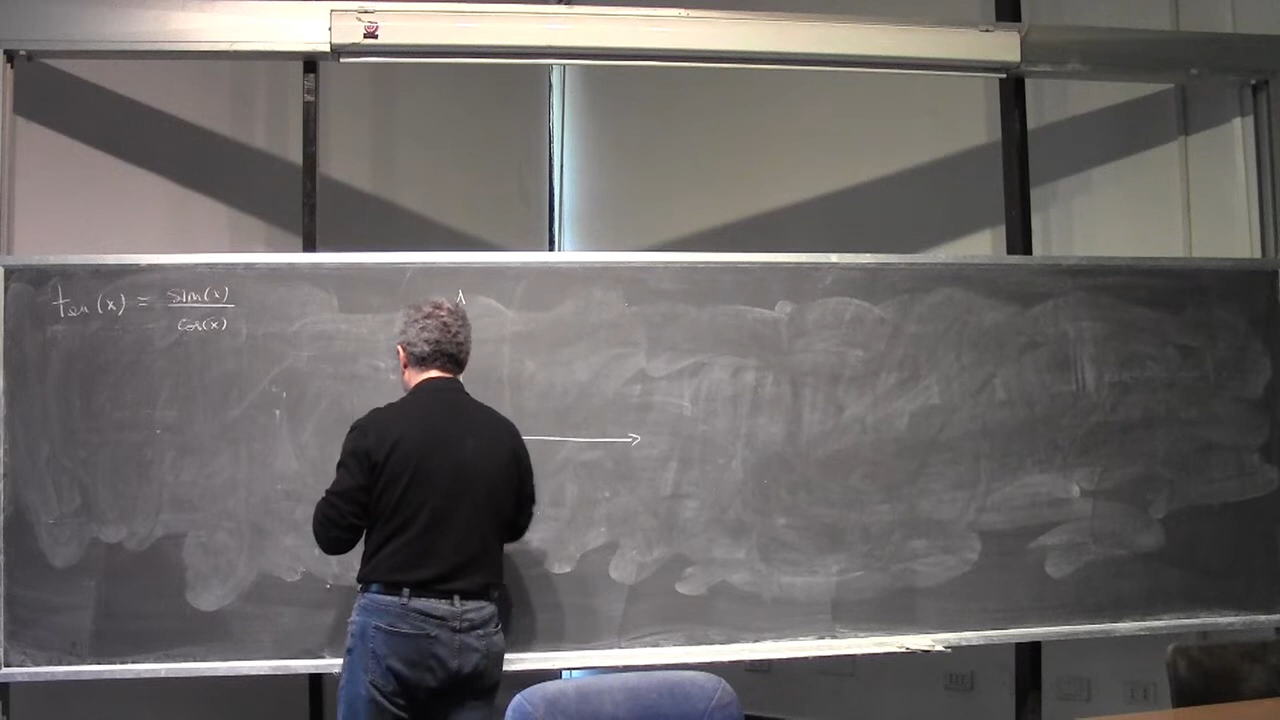 tan(x) = sin(x)
cos(x)